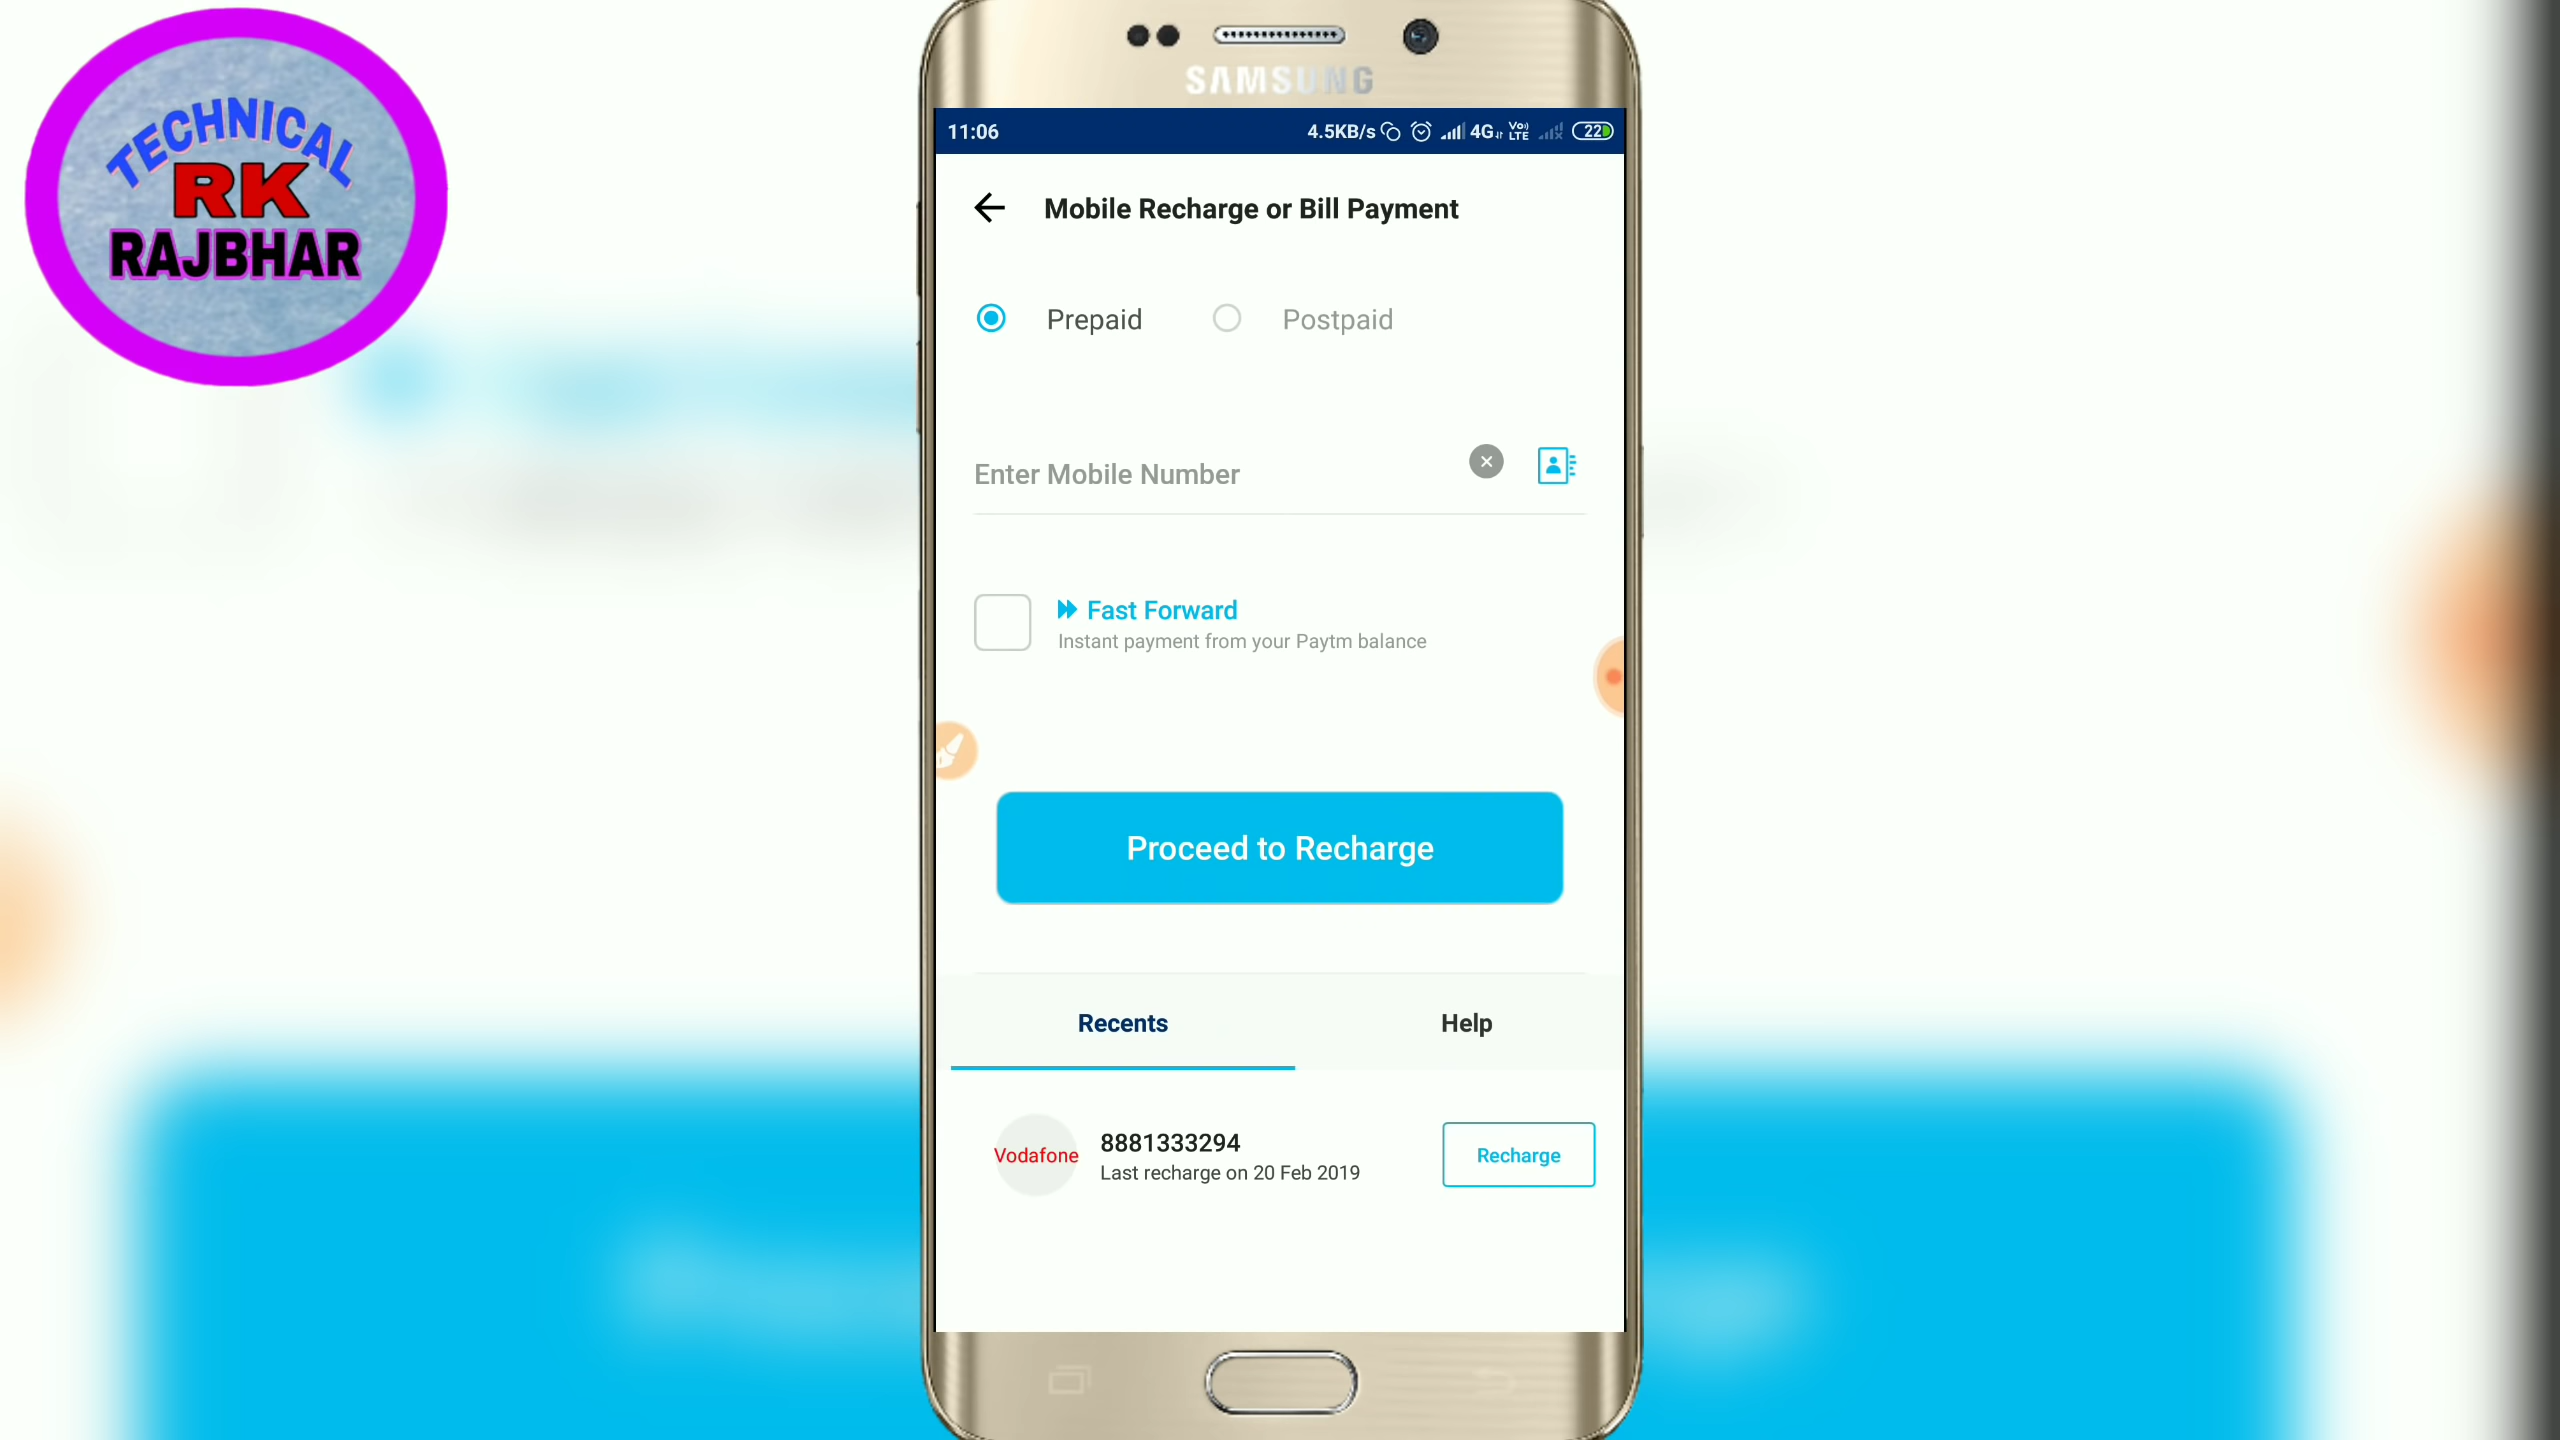 TECHNICAL
RK
RAJBHAR
SAMSUNG
11:06
4.5KB/s 4G Vo) LTE 22
Mobile Recharge or Bill Payment
Prepaid
Postpaid
Enter Mobile Number
Fast Forward
Instant payment from your Paytm balance
Proceed to Recharge
Recents
Help
Vodafone
8881333294
Last recharge on 20 Feb 2019
Recharge